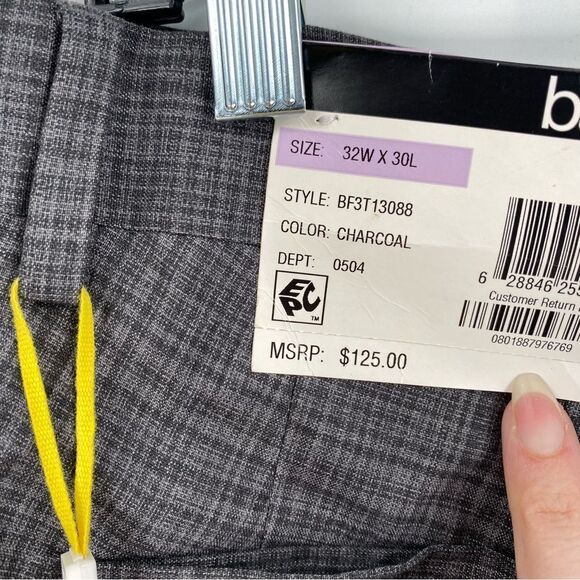 SIZE: 32W X 30L
STYLE: BF3T13088
COLOR: CHARCOAL
DEPT: 0504
EPC
TM
MSRP: $125.00
6 28846
Customer Return
0801887976769